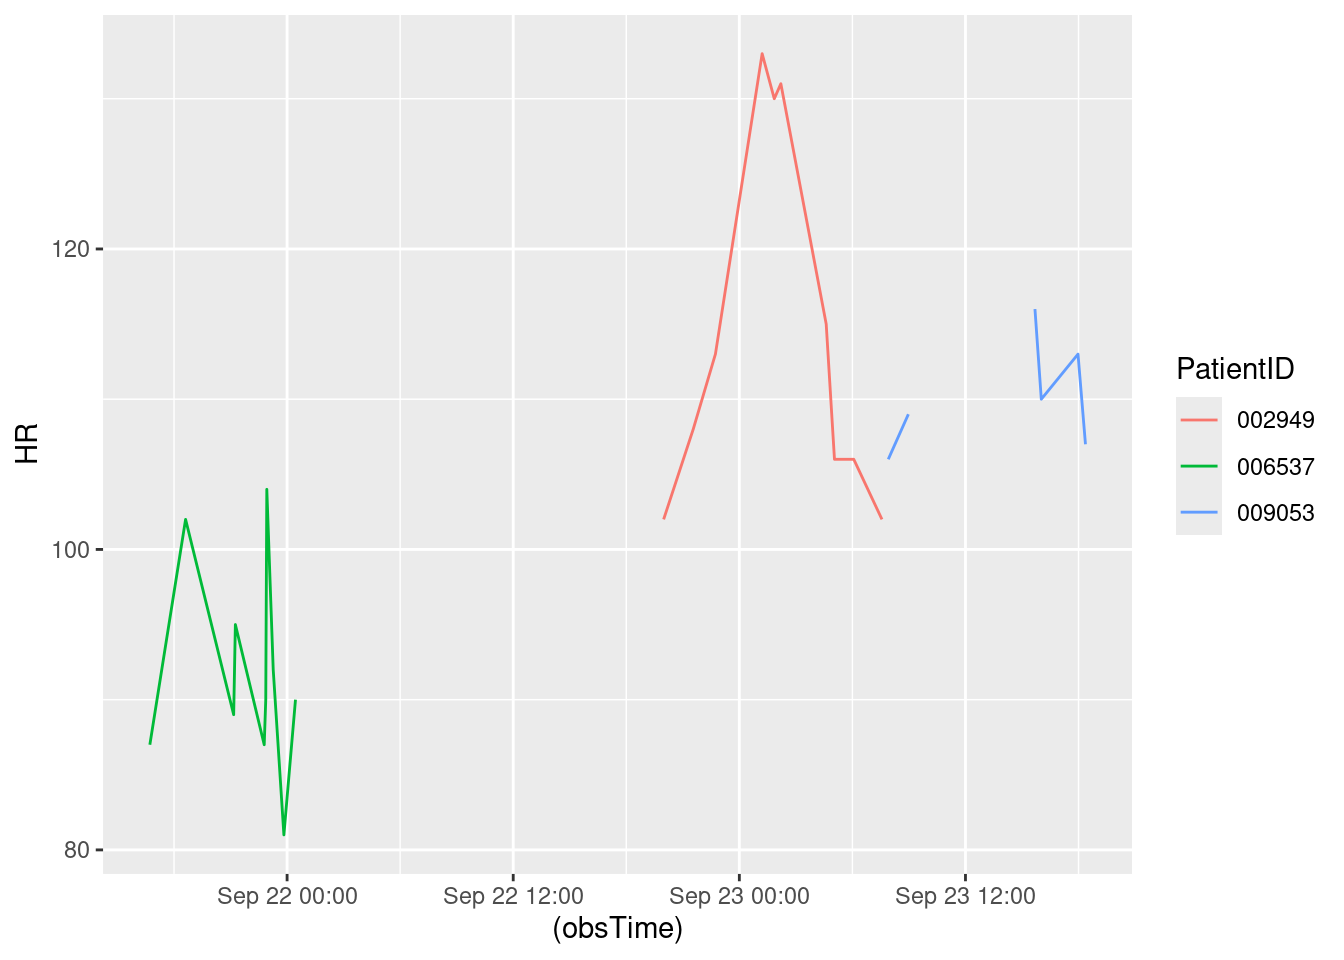 HR
120
100
80
Sep 22 00:00
Sep 22 12:00
Sep 23 00:00
Sep 23 12:00
(obsTime)
PatientID
002949
006537
009053